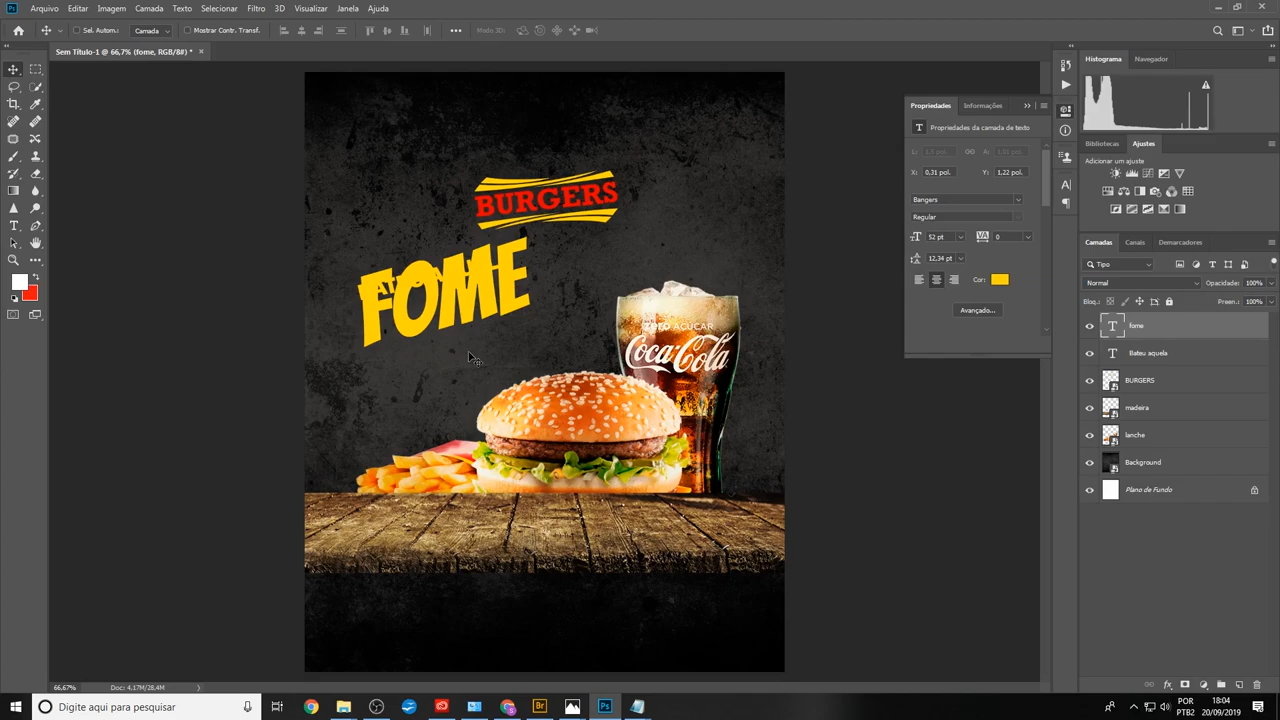 Arquivo Editar Imagem Camada Texto Selecionar Filtro 3D Visualizar Janela Ajuda
Sel. Autom.: Camada Mostrar Contr. Transf. Modo 3D:
Sem Título-1 @ 66,7% (fome, RGB/8#) *
Histograma Navegador
Propriedades Informações
Propriedades da camada de texto
L: A:
X: 0,31 pol. Y: 1,22 pol.
Bangers
Regular
52 pt VA 0
12,34 pt
Cor:
Avançado...
Bibliotecas Ajustes
Adicionar um ajuste
Camadas Canais Demarcadores
Tipo
Normal Opacidade: 100%
Bloq.: Preen.: 100%
fome
Bateu aquela
BURGERS
madeira
lanche
Background
Plano de Fundo
BURGERS
FOME
ZERO AÇÚCAR
Coca-Cola
66,67% Doc: 4,17M/28,4M
Digite aqui para pesquisar
Ps
Br
POR
PTB2
18:04
20/09/2019